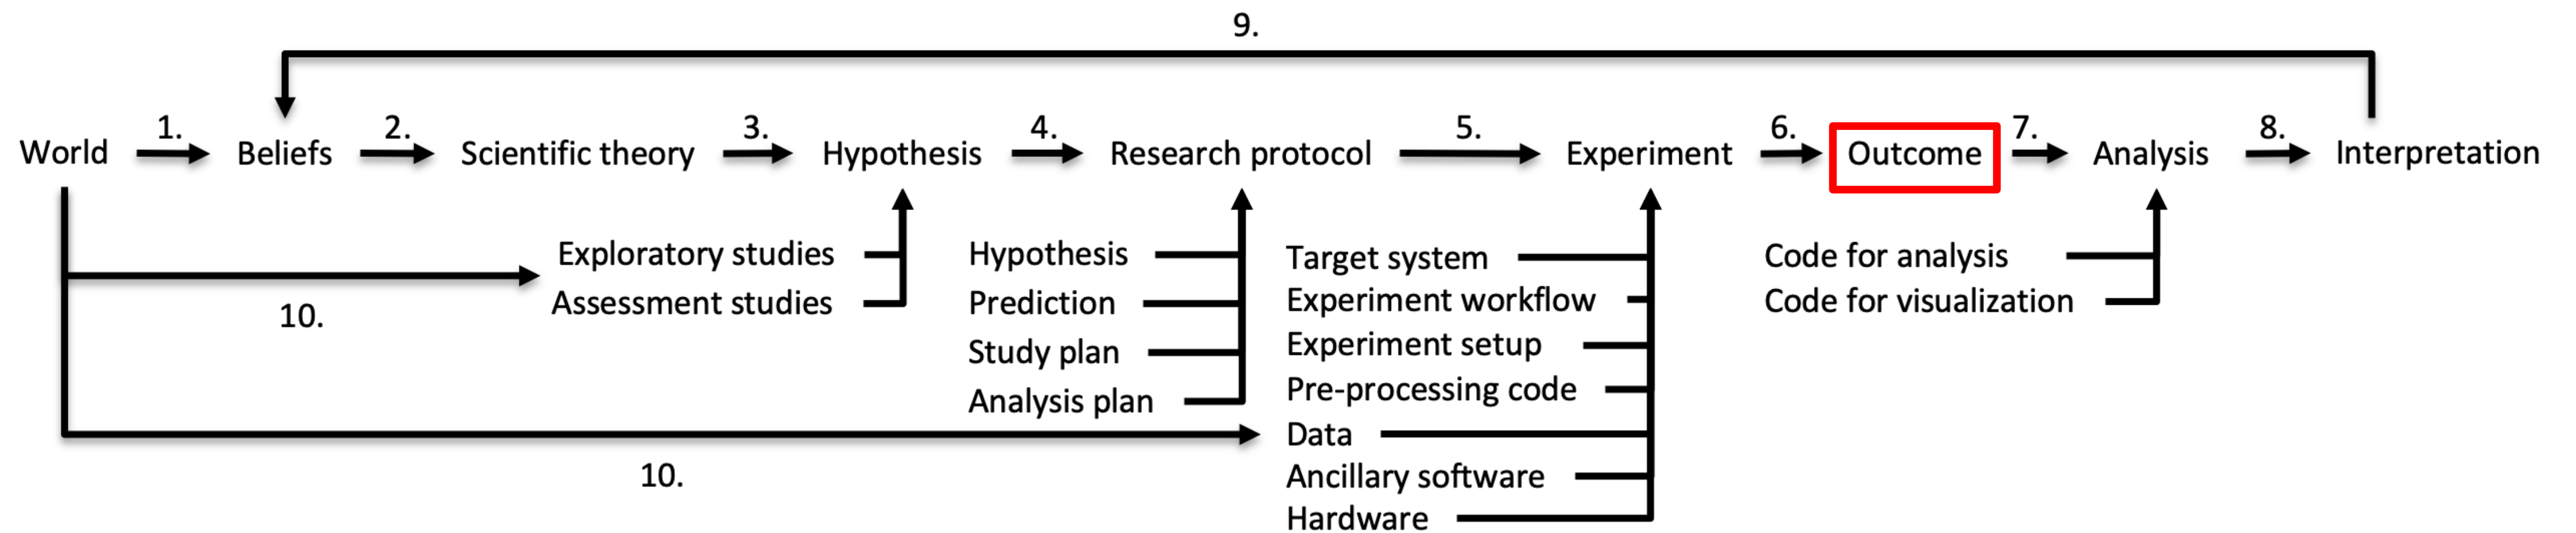 9.
1. 2. 3. 4. 5. 6. 7. 8.
World Beliefs Scientific theory Hypothesis Research protocol Experiment Outcome Analysis Interpretation
Exploratory studies
Assessment studies
10.
Hypothesis
Prediction
Study plan
Analysis plan
10.
Target system
Experiment workflow
Experiment setup
Pre-processing code
Data
Ancillary software
Hardware
Code for analysis
Code for visualization